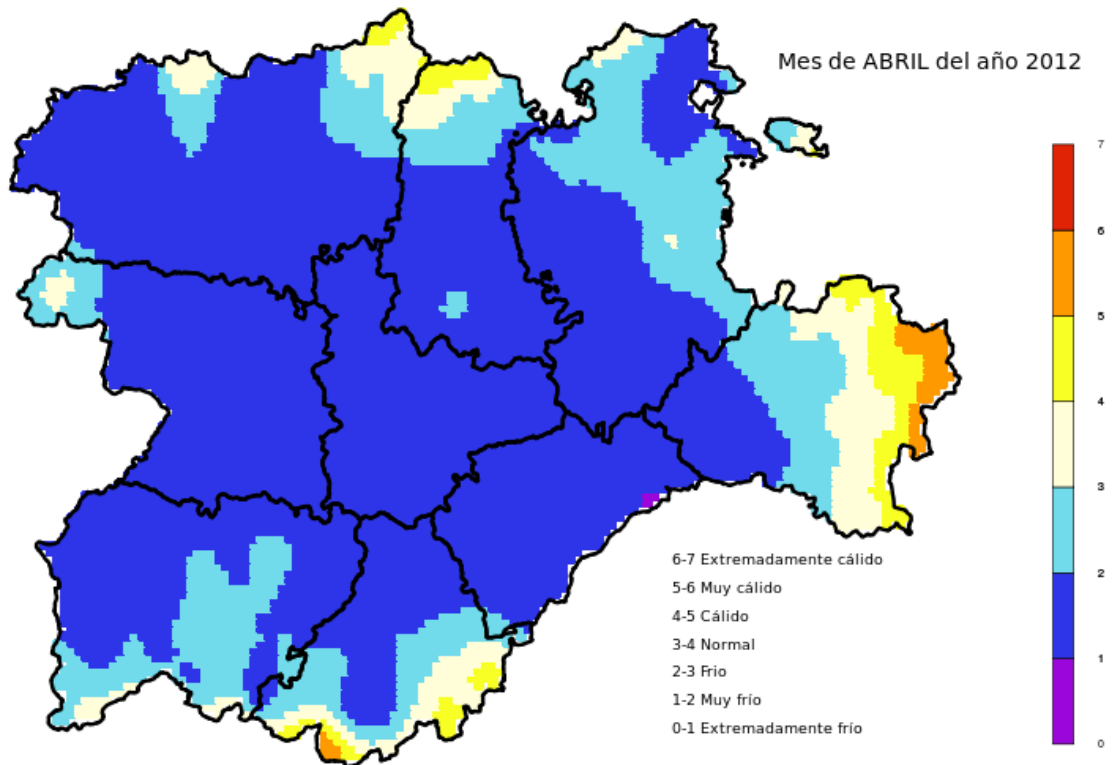 Mes de ABRIL del año 2012
7
6
5
4
3
2
1
0
6-7 Extremadamente cálido
5-6 Muy cálido
4-5 Cálido
3-4 Normal
2-3 Frio
1-2 Muy frío
0-1 Extremadamente frío